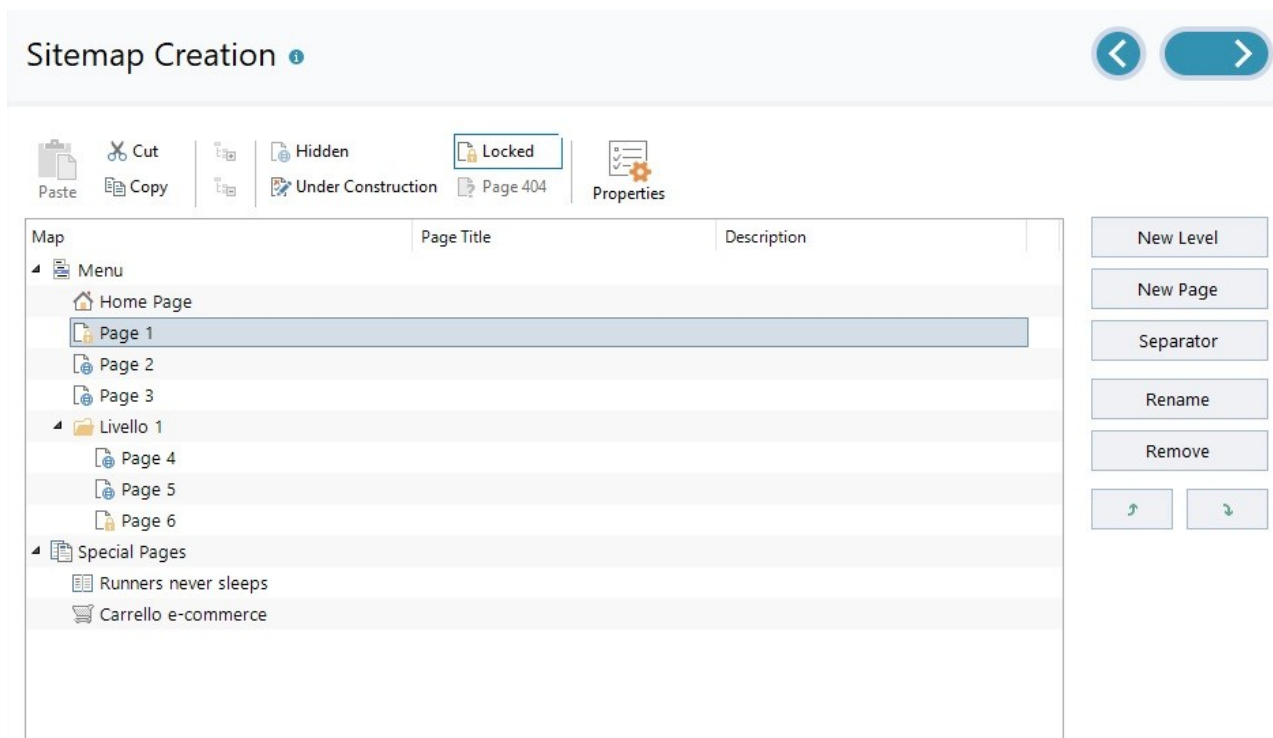 Sitemap Creation
Paste
Cut
Copy
Hidden
Under Construction
Locked
Page 404
Properties
Map Page Title Description
Menu
Home Page
Page 1
Page 2
Page 3
Livello 1
Page 4
Page 5
Page 6
Special Pages
Runners never sleeps
Carrello e-commerce
New Level
New Page
Separator
Rename
Remove